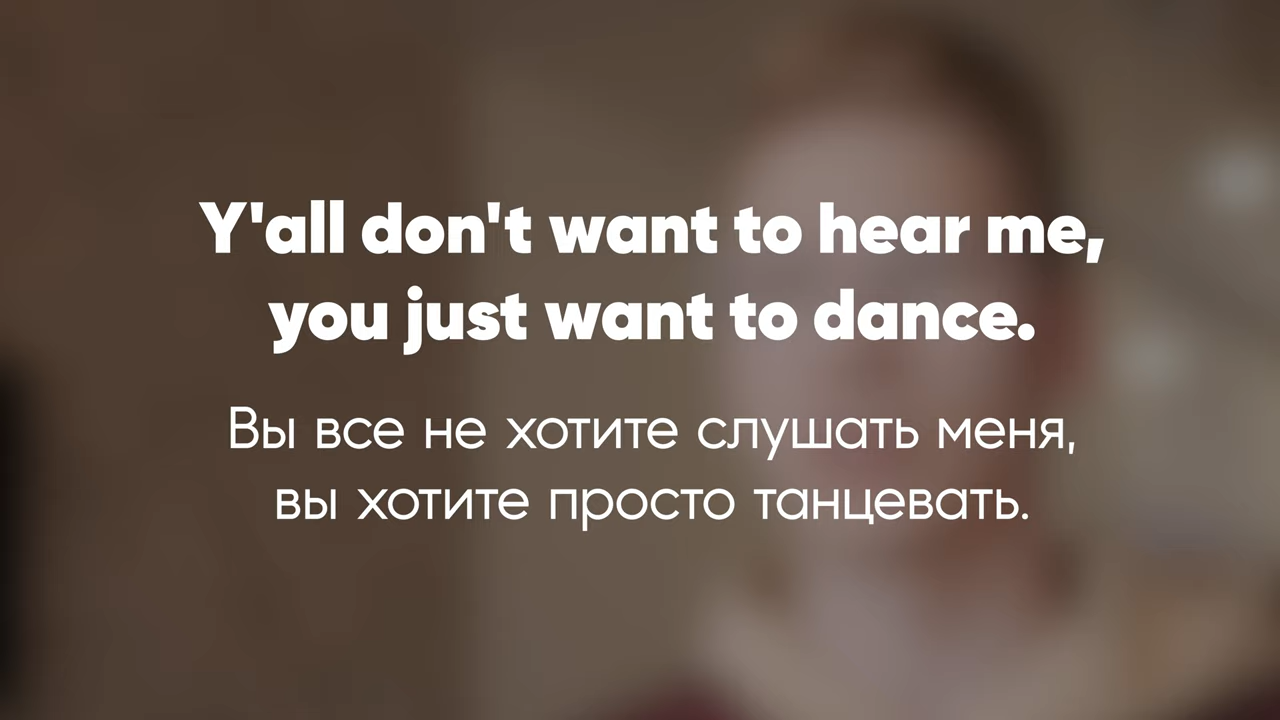 Y'all don't want to hear me,
you just want to dance.
Вы все не хотите слушать меня,
вы хотите просто танцевать.